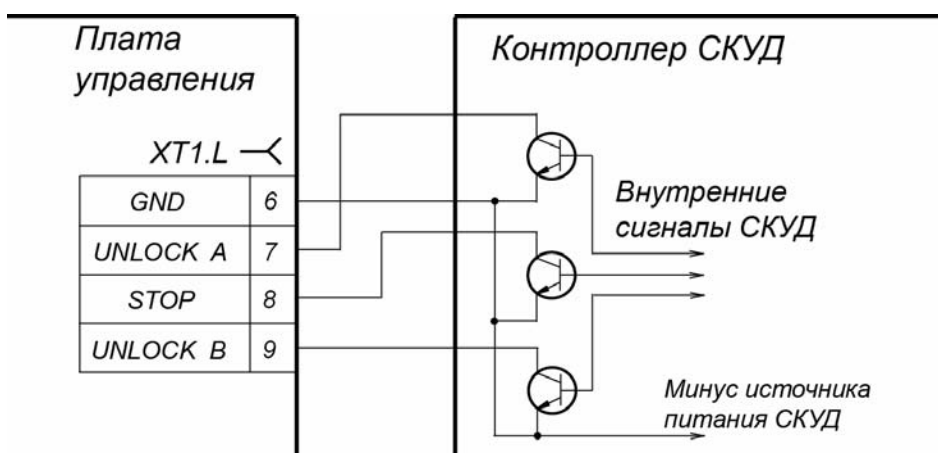 Плата
управления
Контроллер СКУД
XT1.L
GND 6
UNLOCK A 7
STOP 8
UNLOCK B 9
Внутренние
сигналы СКУД
Минус источника
питания СКУД